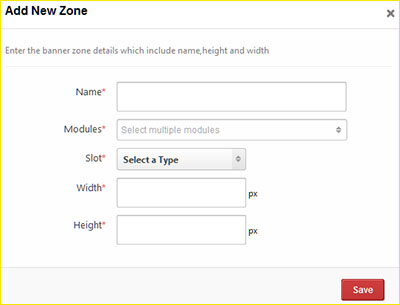 Add New Zone ×
Enter the banner zone details which include name,height and width
Name*
Modules* Select multiple modules
Slot* Select a Type
Width* px
Height* px
Save